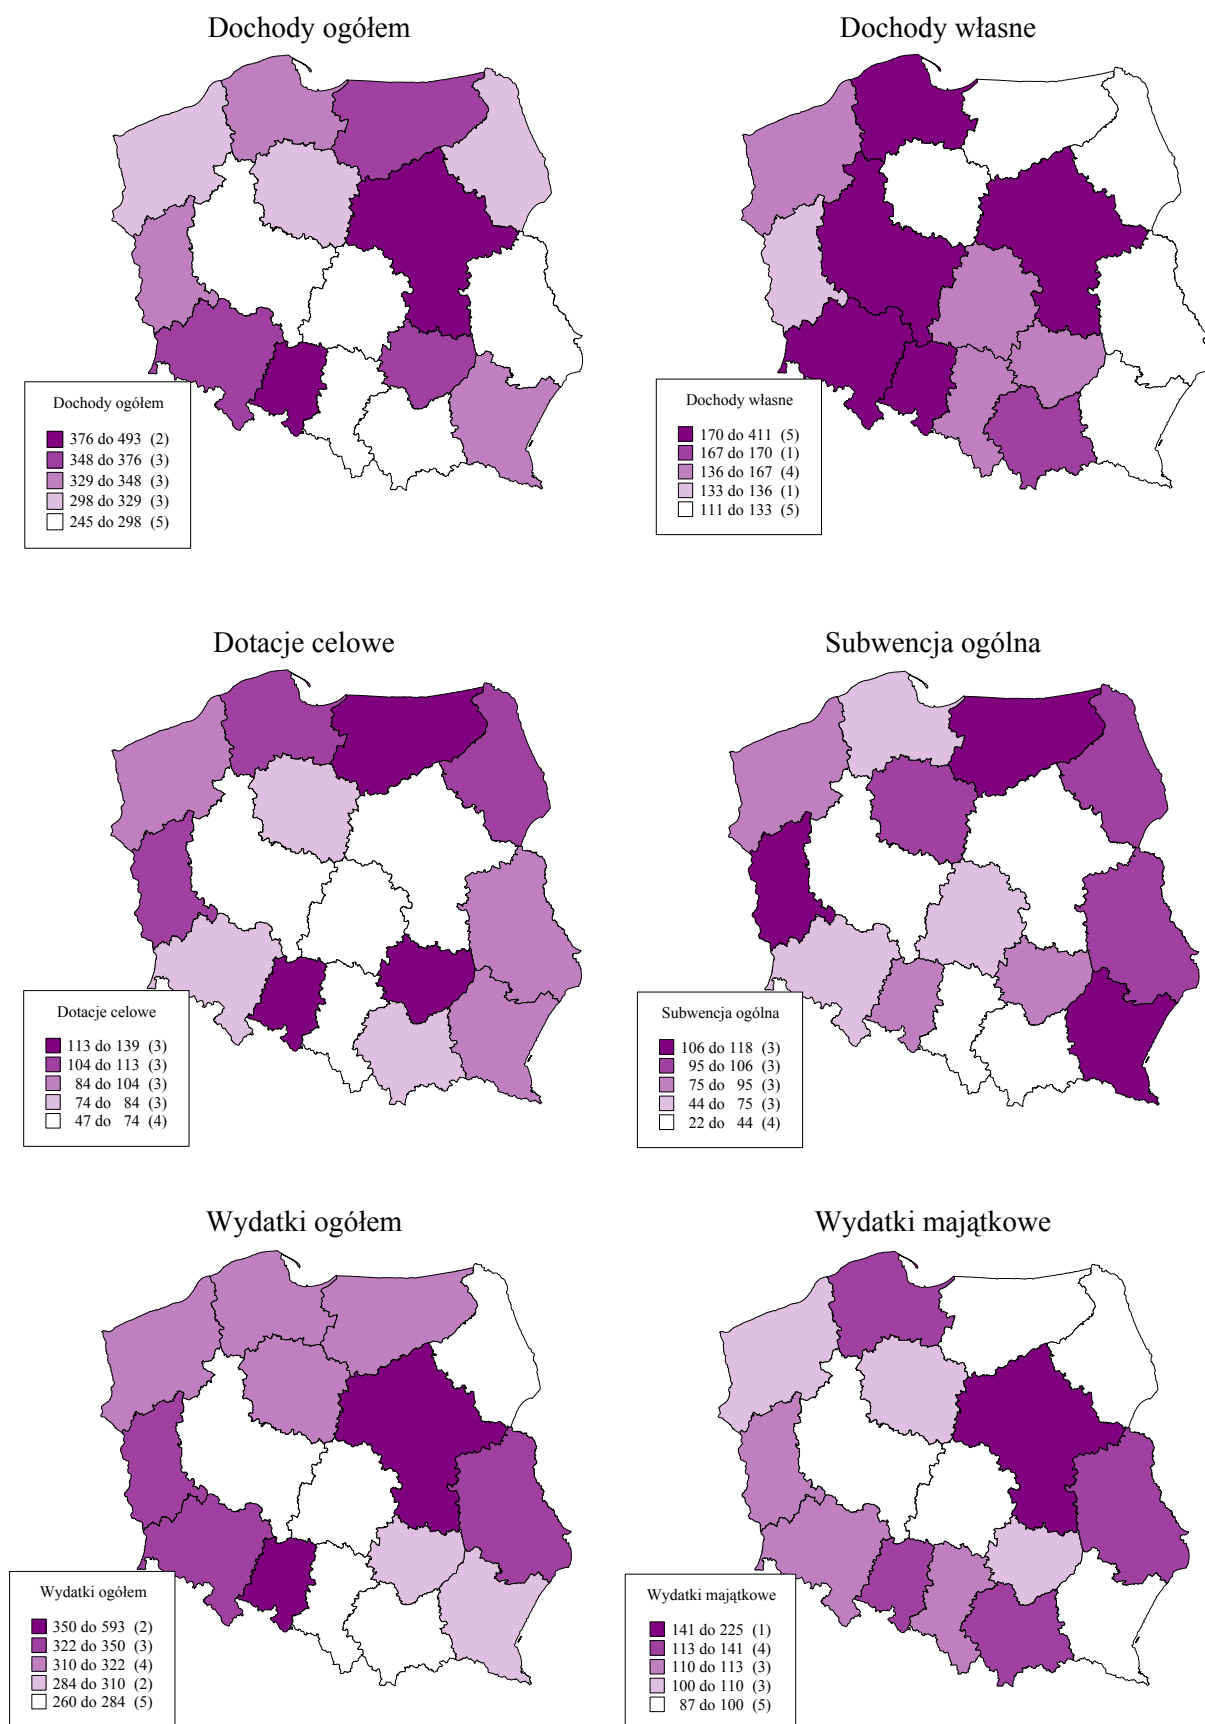 Dochody ogółem
Dochody własne
Dochody ogółem
376 do 493 (2)
348 do 376 (3)
329 do 348 (3)
298 do 329 (3)
245 do 298 (5)
Dochody własne
170 do 411 (5)
167 do 170 (1)
136 do 167 (4)
133 do 136 (1)
111 do 133 (5)
Dotacje celowe
Subwencja ogólna
Dotacje celowe
113 do 139 (3)
104 do 113 (3)
84 do 104 (3)
74 do 84 (3)
47 do 74 (4)
Subwencja ogólna
106 do 118 (3)
95 do 106 (3)
75 do 95 (3)
44 do 75 (3)
22 do 44 (4)
Wydatki ogółem
Wydatki majątkowe
Wydatki ogółem
350 do 593 (2)
322 do 350 (3)
310 do 322 (4)
284 do 310 (2)
260 do 284 (5)
Wydatki majątkowe
141 do 225 (1)
113 do 141 (4)
110 do 113 (3)
100 do 110 (3)
87 do 100 (5)